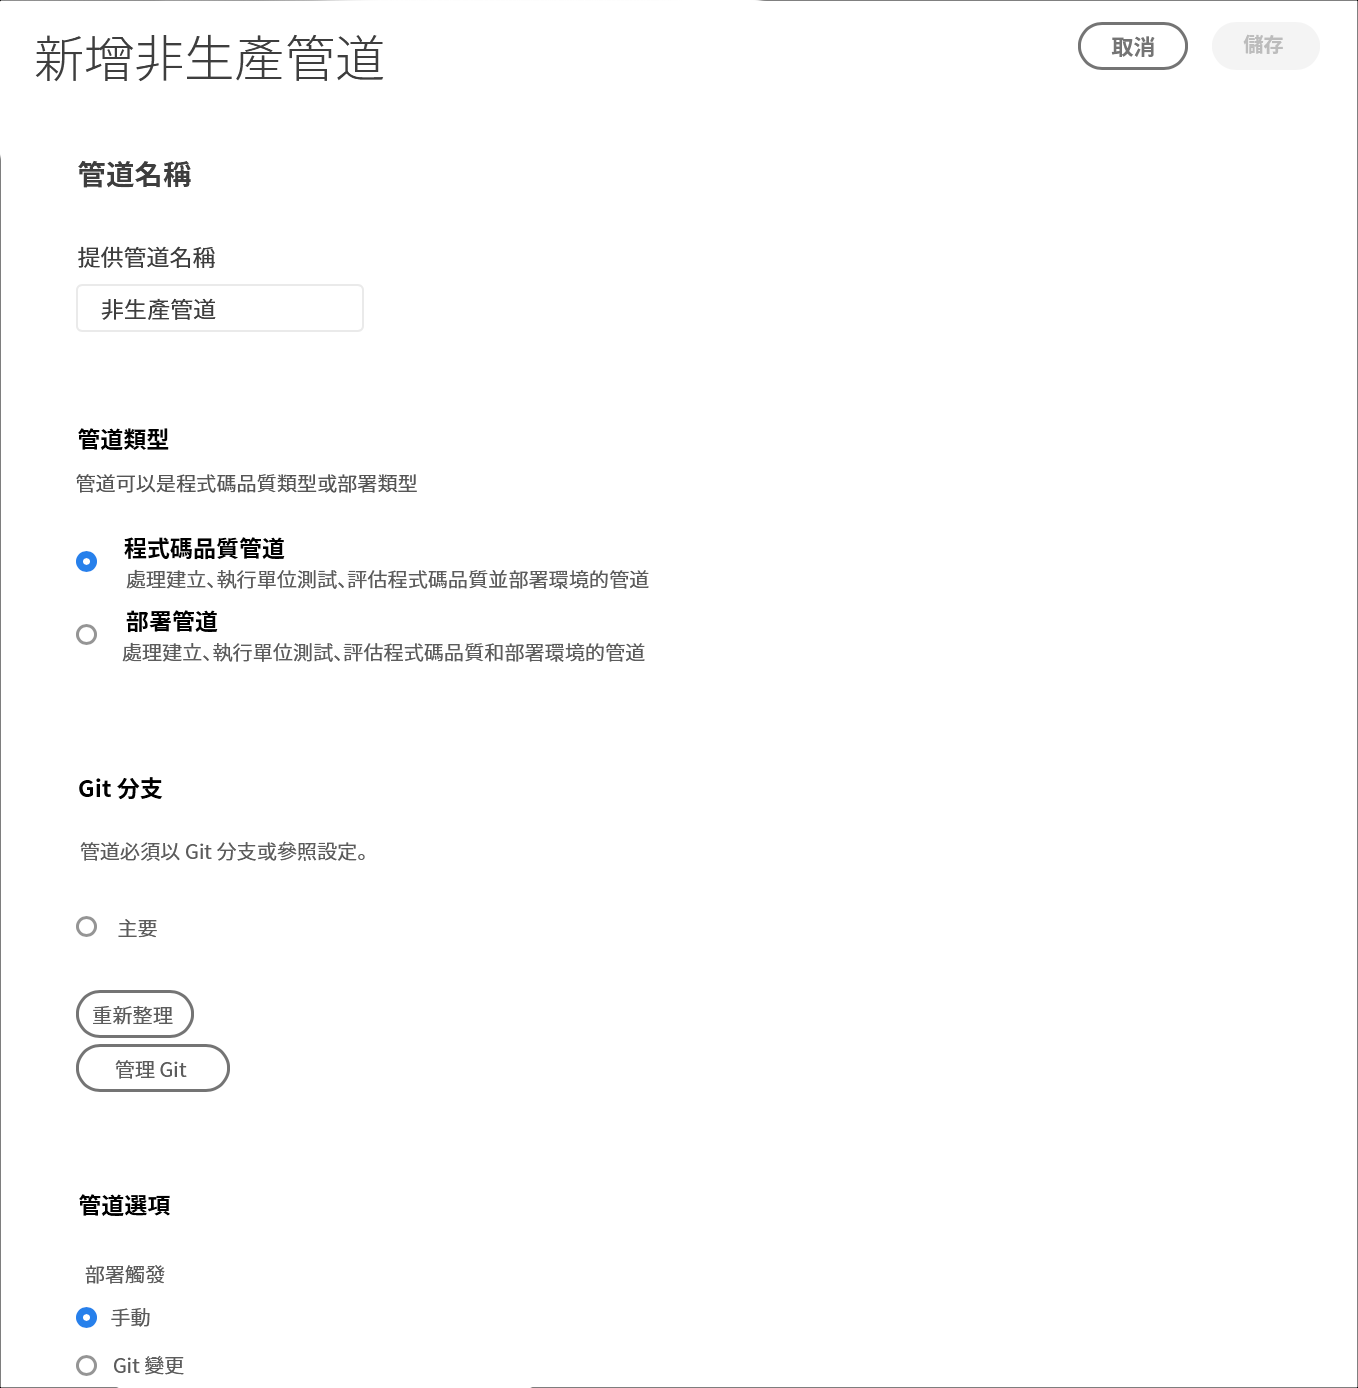 新增非生產管道
取消
儲存
管道名稱
提供管道名稱
非生產管道
管道類型
管道可以是程式碼品質類型或部署類型
程式碼品質管道
處理建立、執行單位測試、評估程式碼品質並部署環境的管道
部署管道
處理建立、執行單位測試、評估程式碼品質和部署環境的管道
Git 分支
管道必須以 Git 分支或參照設定。
主要
重新整理
管理 Git
管道選項
部署觸發
手動
Git 變更